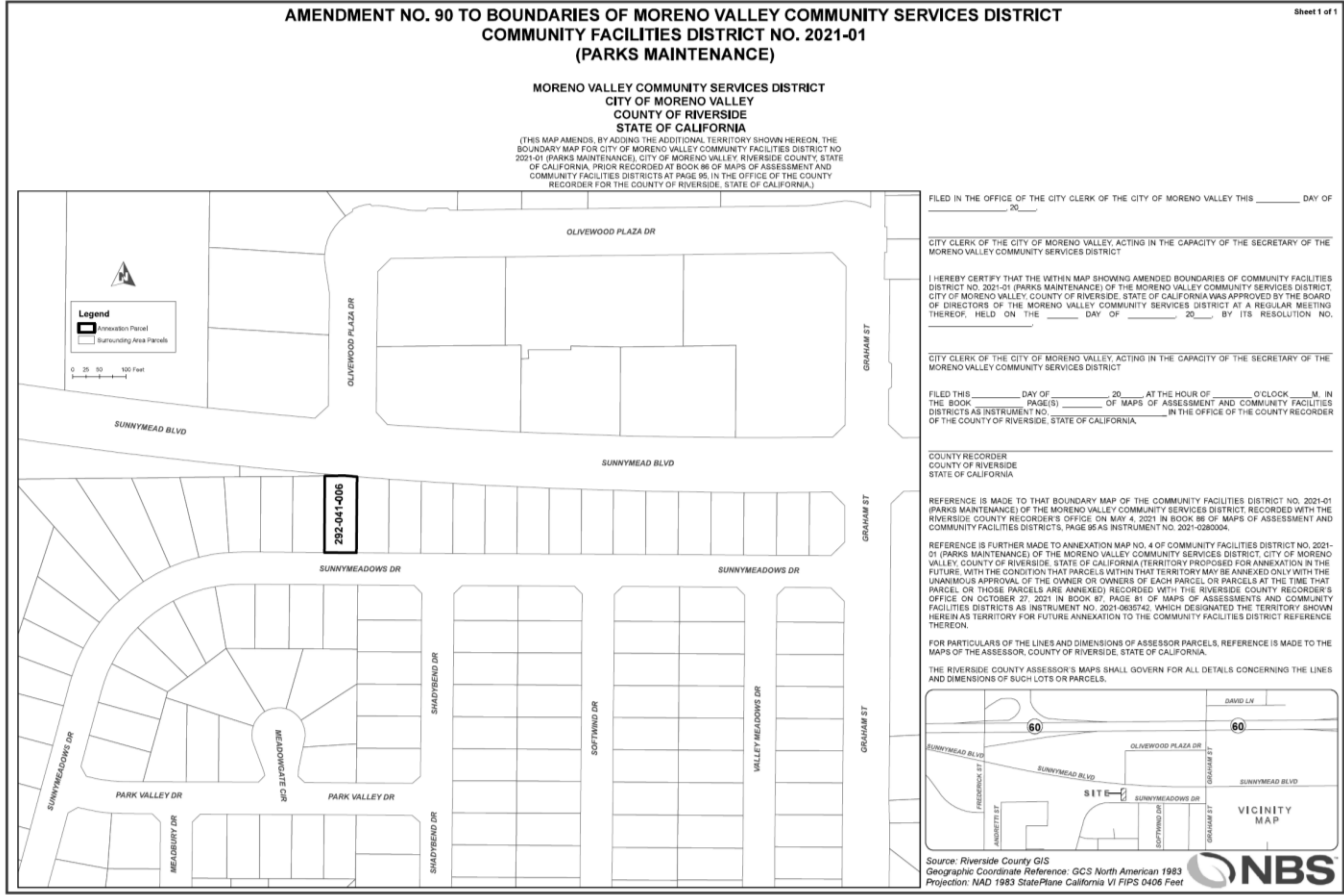 AMENDMENT NO. 90 TO BOUNDARIES OF MORENO VALLEY COMMUNITY SERVICES DISTRICT
COMMUNITY FACILITIES DISTRICT NO. 2021-01
(PARKS MAINTENANCE)
Sheet 1 of 1
MORENO VALLEY COMMUNITY SERVICES DISTRICT
CITY OF MORENO VALLEY
COUNTY OF RIVERSIDE
STATE OF CALIFORNIA
(THIS MAP AMENDS, BY ADDING THE ADDITIONAL TERRITORY SHOWN HEREON, THE
BOUNDARY MAP FOR CITY OF MORENO VALLEY COMMUNITY FACILITIES DISTRICT NO
2021-01 (PARKS MAINTENANCE), CITY OF MORENO VALLEY, RIVERSIDE COUNTY, STATE
OF CALIFORNIA, PRIOR RECORDED AT BOOK 86 OF MAPS OF ASSESSMENT AND
COMMUNITY FACILITIES DISTRICTS AT PAGE 95, IN THE OFFICE OF THE COUNTY
RECORDER FOR THE COUNTY OF RIVERSIDE, STATE OF CALIFORNIA.)
OLIVEWOOD PLAZA DR
N
Legend
Annexation Parcel
Surrounding Area Parcels
0 25 50 100 Feet
OLIVEWOOD PLAZA DR
GRAHAM ST
SUNNYMEAD BLVD
SUNNYMEAD BLVD
292-041-006
GRAHAM ST
SUNNYMEADOWS DR
SUNNYMEADOWS DR
SHADYBEND DR
SOFTWIND DR
VALLEY MEADOWS DR
GRAHAM ST
SUNNYMEADOWS DR
MEADOWGATE CIR
PARK VALLEY DR
PARK VALLEY DR
MEADBURY DR
SHADYBEND DR
FILED IN THE OFFICE OF THE CITY CLERK OF THE CITY OF MORENO VALLEY THIS ________ DAY OF
______________, 20____.
CITY CLERK OF THE CITY OF MORENO VALLEY, ACTING IN THE CAPACITY OF THE SECRETARY OF THE
MORENO VALLEY COMMUNITY SERVICES DISTRICT
I HEREBY CERTIFY THAT THE WITHIN MAP SHOWING AMENDED BOUNDARIES OF COMMUNITY FACILITIES
DISTRICT NO. 2021-01 (PARKS MAINTENANCE) OF THE MORENO VALLEY COMMUNITY SERVICES DISTRICT,
CITY OF MORENO VALLEY, COUNTY OF RIVERSIDE, STATE OF CALIFORNIA WAS APPROVED BY THE BOARD
OF DIRECTORS OF THE MORENO VALLEY COMMUNITY SERVICES DISTRICT AT A REGULAR MEETING
THEREOF, HELD ON THE ______ DAY OF _________, 20___, BY ITS RESOLUTION NO.
__________________.
CITY CLERK OF THE CITY OF MORENO VALLEY, ACTING IN THE CAPACITY OF THE SECRETARY OF THE
MORENO VALLEY COMMUNITY SERVICES DISTRICT
FILED THIS __________ DAY OF __________, 20____, AT THE HOUR OF _______ O'CLOCK ____M. IN
THE BOOK _________ PAGE(S) ________ OF MAPS OF ASSESSMENT AND COMMUNITY FACILITIES
DISTRICTS AS INSTRUMENT NO. ____________________ IN THE OFFICE OF THE COUNTY RECORDER
OF THE COUNTY OF RIVERSIDE, STATE OF CALIFORNIA.
COUNTY RECORDER
COUNTY OF RIVERSIDE
STATE OF CALIFORNIA
REFERENCE IS MADE TO THAT BOUNDARY MAP OF THE COMMUNITY FACILITIES DISTRICT NO. 2021-01
(PARKS MAINTENANCE) OF THE MORENO VALLEY COMMUNITY SERVICES DISTRICT, RECORDED WITH THE
RIVERSIDE COUNTY RECORDER'S OFFICE ON MAY 4, 2021 IN BOOK 86 OF MAPS OF ASSESSMENT AND
COMMUNITY FACILITIES DISTRICTS, PAGE 95 AS INSTRUMENT NO. 2021-0280004.
REFERENCE IS FURTHER MADE TO ANNEXATION MAP NO. 4 OF COMMUNITY FACILITIES DISTRICT NO. 2021-
01 (PARKS MAINTENANCE) OF THE MORENO VALLEY COMMUNITY SERVICES DISTRICT, CITY OF MORENO
VALLEY, COUNTY OF RIVERSIDE, STATE OF CALIFORNIA (TERRITORY PROPOSED FOR ANNEXATION IN THE
FUTURE, WITH THE CONDITION THAT PARCELS WITHIN THAT TERRITORY MAY BE ANNEXED ONLY WITH THE
UNANIMOUS APPROVAL OF THE OWNER OR OWNERS OF EACH PARCEL OR PARCELS AT THE TIME THAT
PARCEL OR THOSE PARCELS ARE ANNEXED) RECORDED WITH THE RIVERSIDE COUNTY RECORDER'S
OFFICE ON OCTOBER 27, 2021 IN BOOK 87, PAGE 81 OF MAPS OF ASSESSMENTS AND COMMUNITY
FACILITIES DISTRICTS AS INSTRUMENT NO. 2021-0635742, WHICH DESIGNATED THE TERRITORY SHOWN
HEREIN AS TERRITORY FOR FUTURE ANNEXATION TO THE COMMUNITY FACILITIES DISTRICT REFERENCE
THEREON.
FOR PARTICULARS OF THE LINES AND DIMENSIONS OF ASSESSOR PARCELS, REFERENCE IS MADE TO THE
MAPS OF THE ASSESSOR, COUNTY OF RIVERSIDE, STATE OF CALIFORNIA.
THE RIVERSIDE COUNTY ASSESSOR'S MAPS SHALL GOVERN FOR ALL DETAILS CONCERNING THE LINES
AND DIMENSIONS OF SUCH LOTS OR PARCELS.
DAVID LN
60
60
SUNNYMEAD BLVD
OLIVEWOOD PLAZA DR
GRAHAM ST
SUNNYMEAD BLVD
SUNNYMEAD BLVD
FREDERICK ST
SITE
SUNNYMEADOWS DR
ANDRETTI ST
SOFTWIND DR
GRAHAM ST
VICINITY
MAP
Source: Riverside County GIS
Geographic Coordinate Reference: GCS North American 1983
Projection: NAD 1983 StatePlane California VI FIPS 0406 Feet
NBS